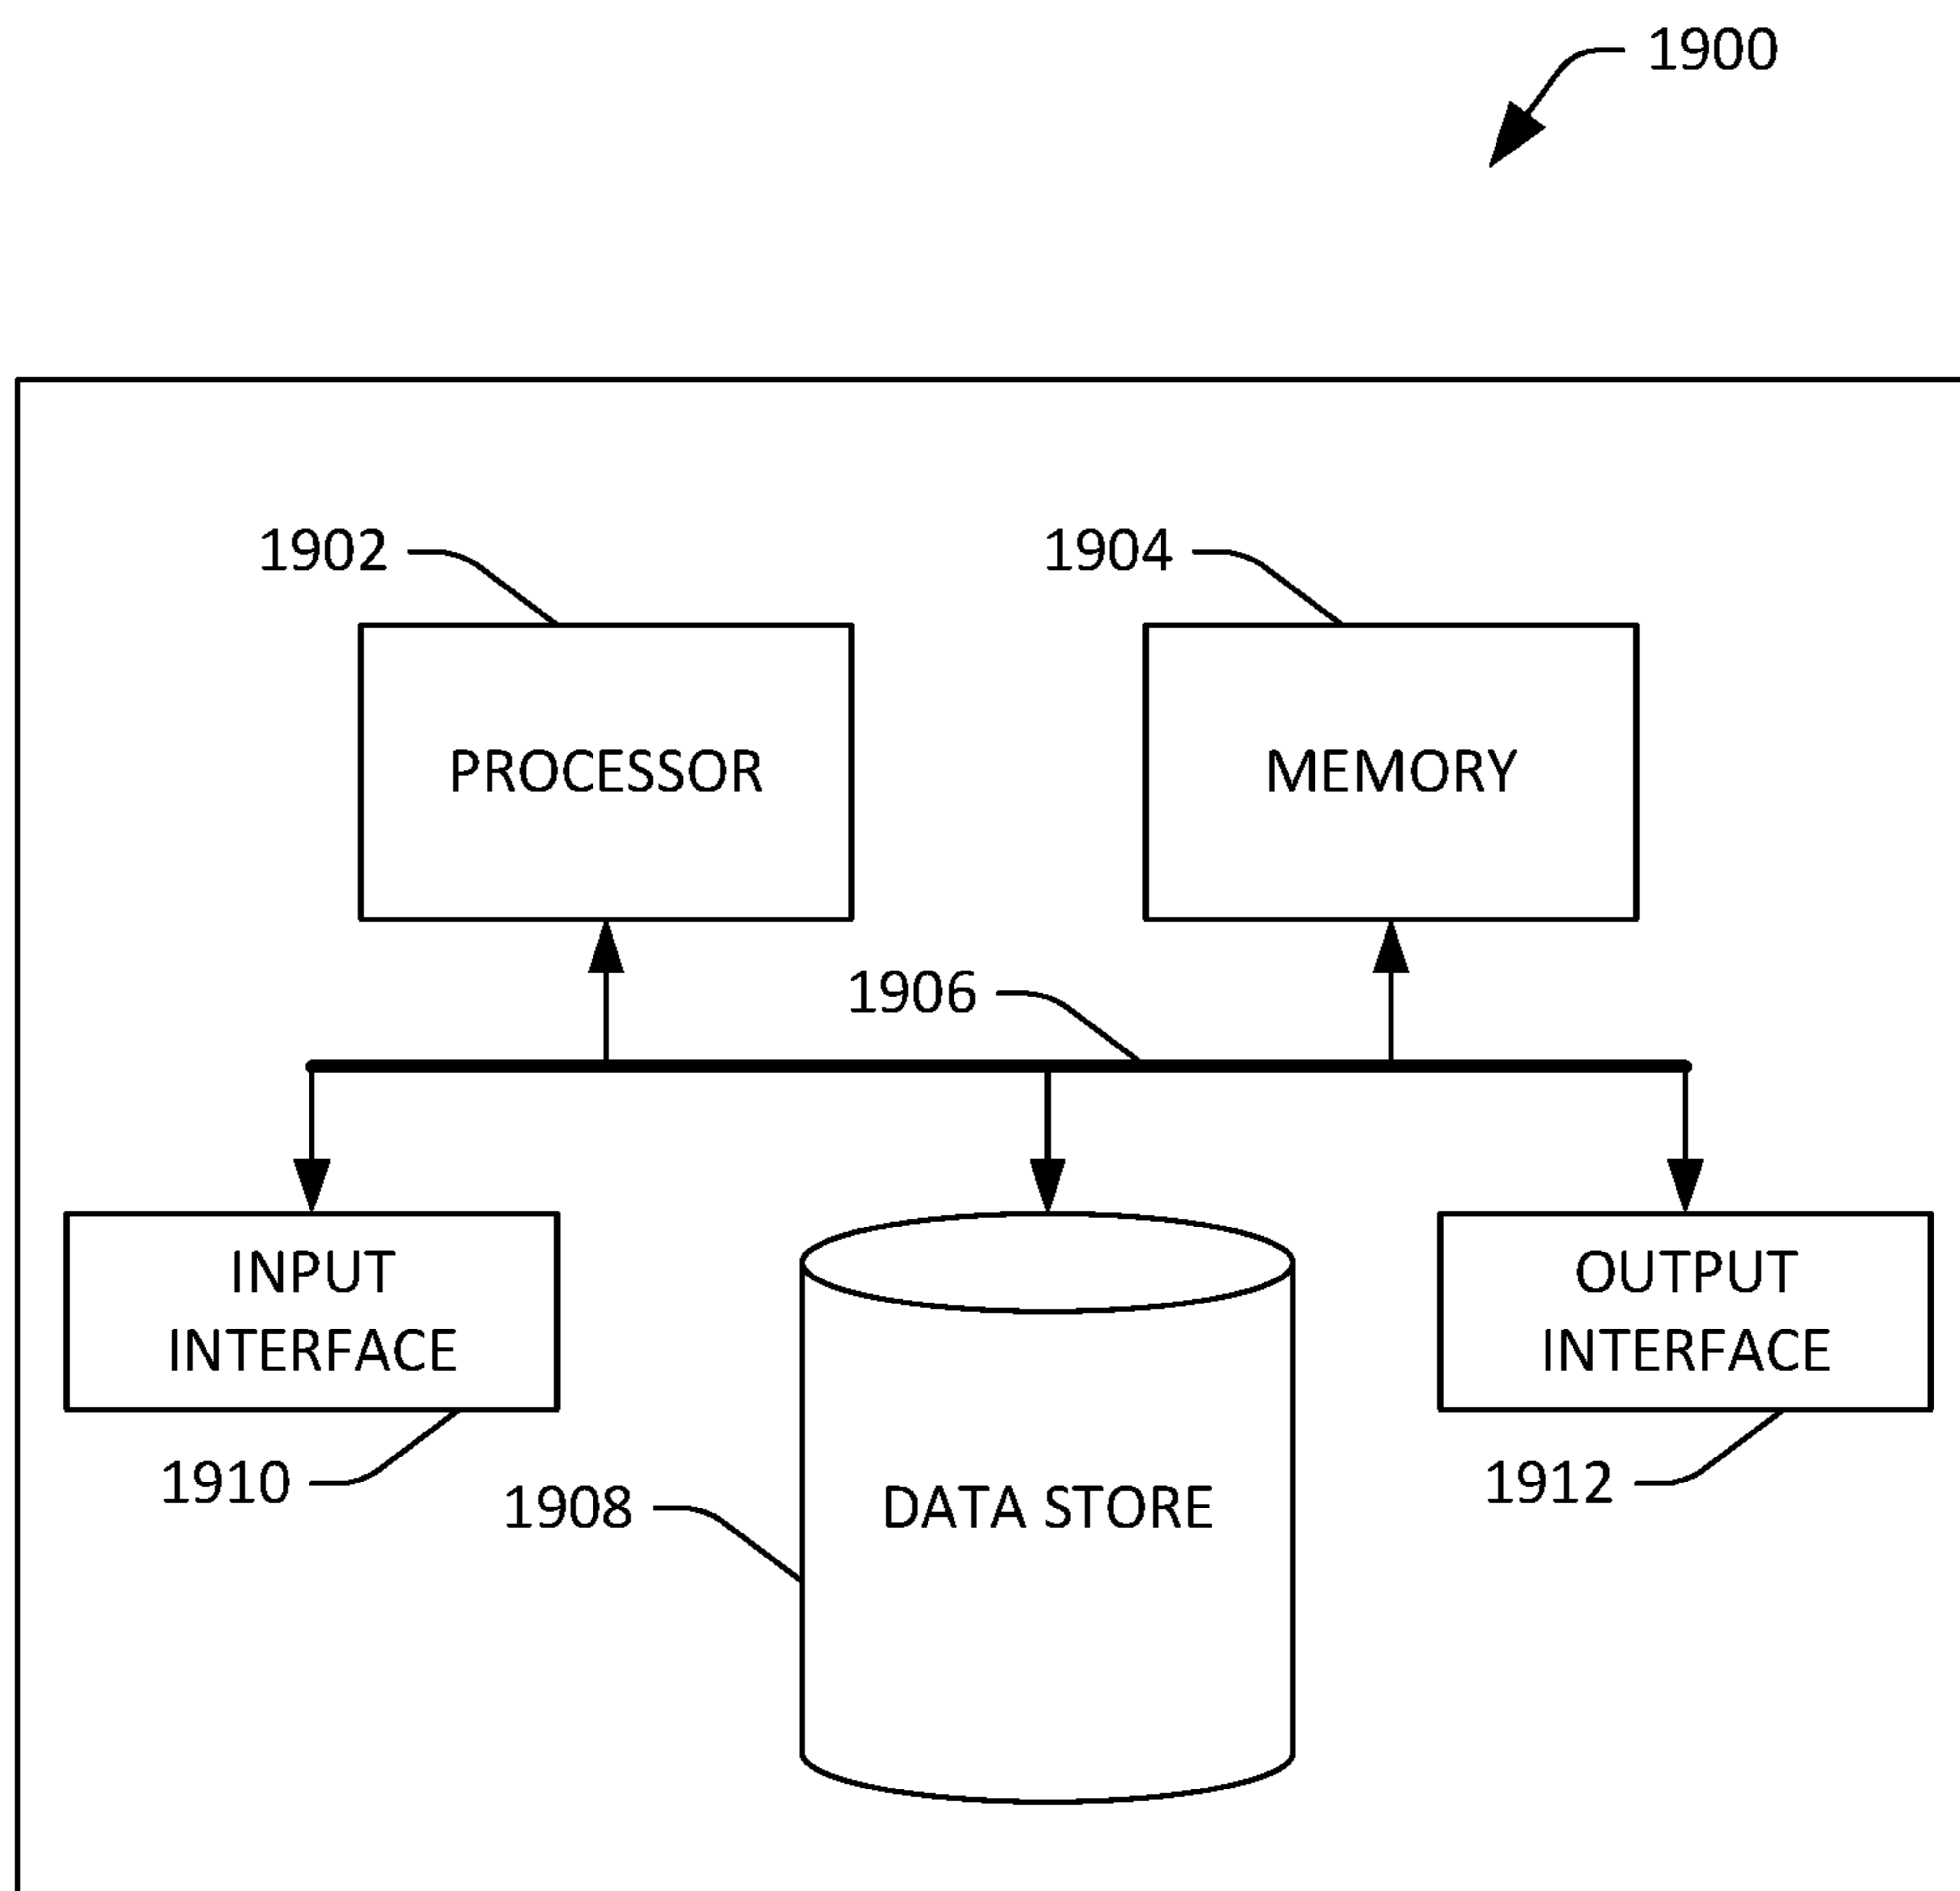 1900
1902
1904
PROCESSOR
MEMORY
1906
INPUT
INTERFACE
OUTPUT
INTERFACE
1910
1908
DATA STORE
1912